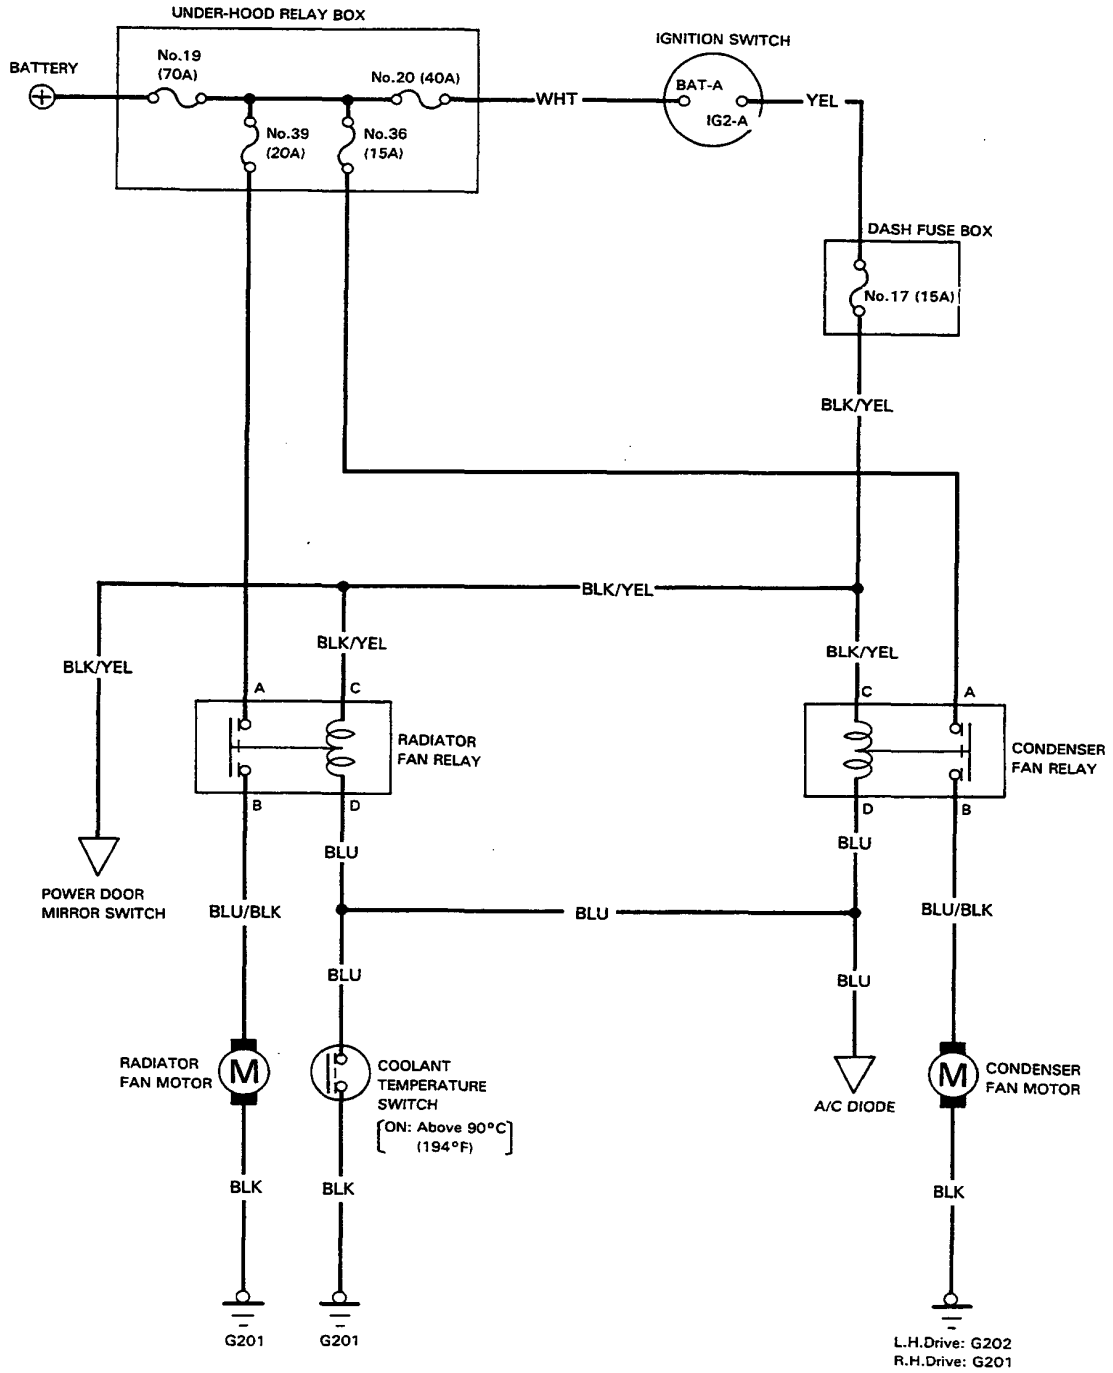 UNDER-HOOD RELAY BOX
IGNITION SWITCH
BATTERY
No.19
(70A)
No.20 (40A)
WHT
BAT-A
IG2-A
YEL
No.39
(20A)
No.36
(15A)
DASH FUSE BOX
No.17 (15A)
BLK/YEL
BLK/YEL
BLK/YEL
BLK/YEL
BLK/YEL
A
C
RADIATOR
FAN RELAY
B
D
C
A
CONDENSER
FAN RELAY
D
B
BLU
BLU
POWER DOOR
MIRROR SWITCH
BLU/BLK
BLU
BLU/BLK
BLU
BLU
RADIATOR
FAN MOTOR
M
COOLANT
TEMPERATURE
SWITCH
[ON: Above 90°C
(194°F)]
A/C DIODE
M
CONDENSER
FAN MOTOR
BLK
BLK
BLK
G201
G201
L.H.Drive: G202
R.H.Drive: G201